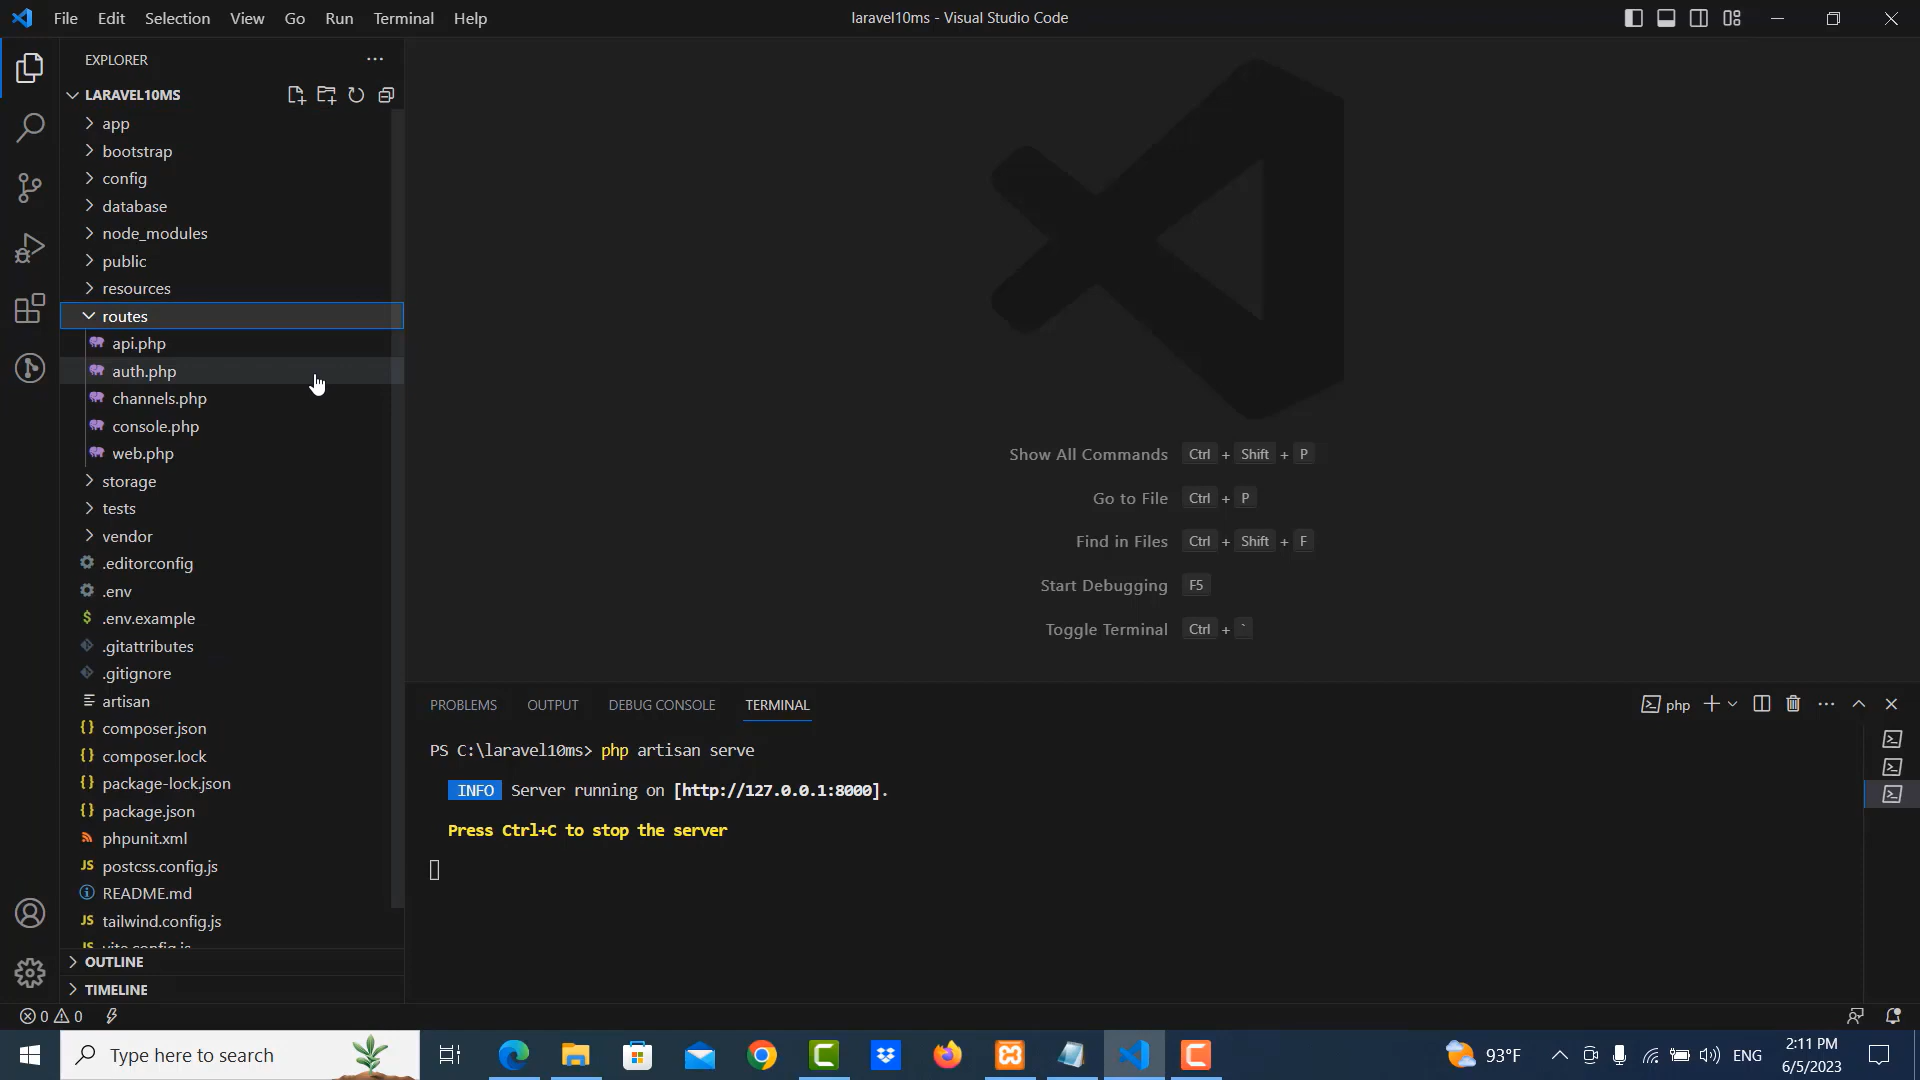 File Edit Selection View Go Run Terminal Help
laravel10ms - Visual Studio Code
EXPLORER
LARAVEL10MS
app
bootstrap
config
database
node_modules
public
resources
routes
api.php
auth.php
channels.php
console.php
web.php
storage
tests
vendor
.editorconfig
.env
.env.example
.gitattributes
.gitignore
artisan
composer.json
composer.lock
package-lock.json
package.json
phpunit.xml
postcss.config.js
README.md
tailwind.config.js
vite.config.js
OUTLINE
TIMELINE
Show All Commands Ctrl + Shift + P
Go to File Ctrl + P
Find in Files Ctrl + Shift + F
Start Debugging F5
Toggle Terminal Ctrl + `
PROBLEMS OUTPUT DEBUG CONSOLE TERMINAL
php
PS C:\laravel10ms> php artisan serve
INFO Server running on [http://127.0.0.1:8000].
Press Ctrl+C to stop the server
0 0
Type here to search
93°F
ENG
2:11 PM
6/5/2023